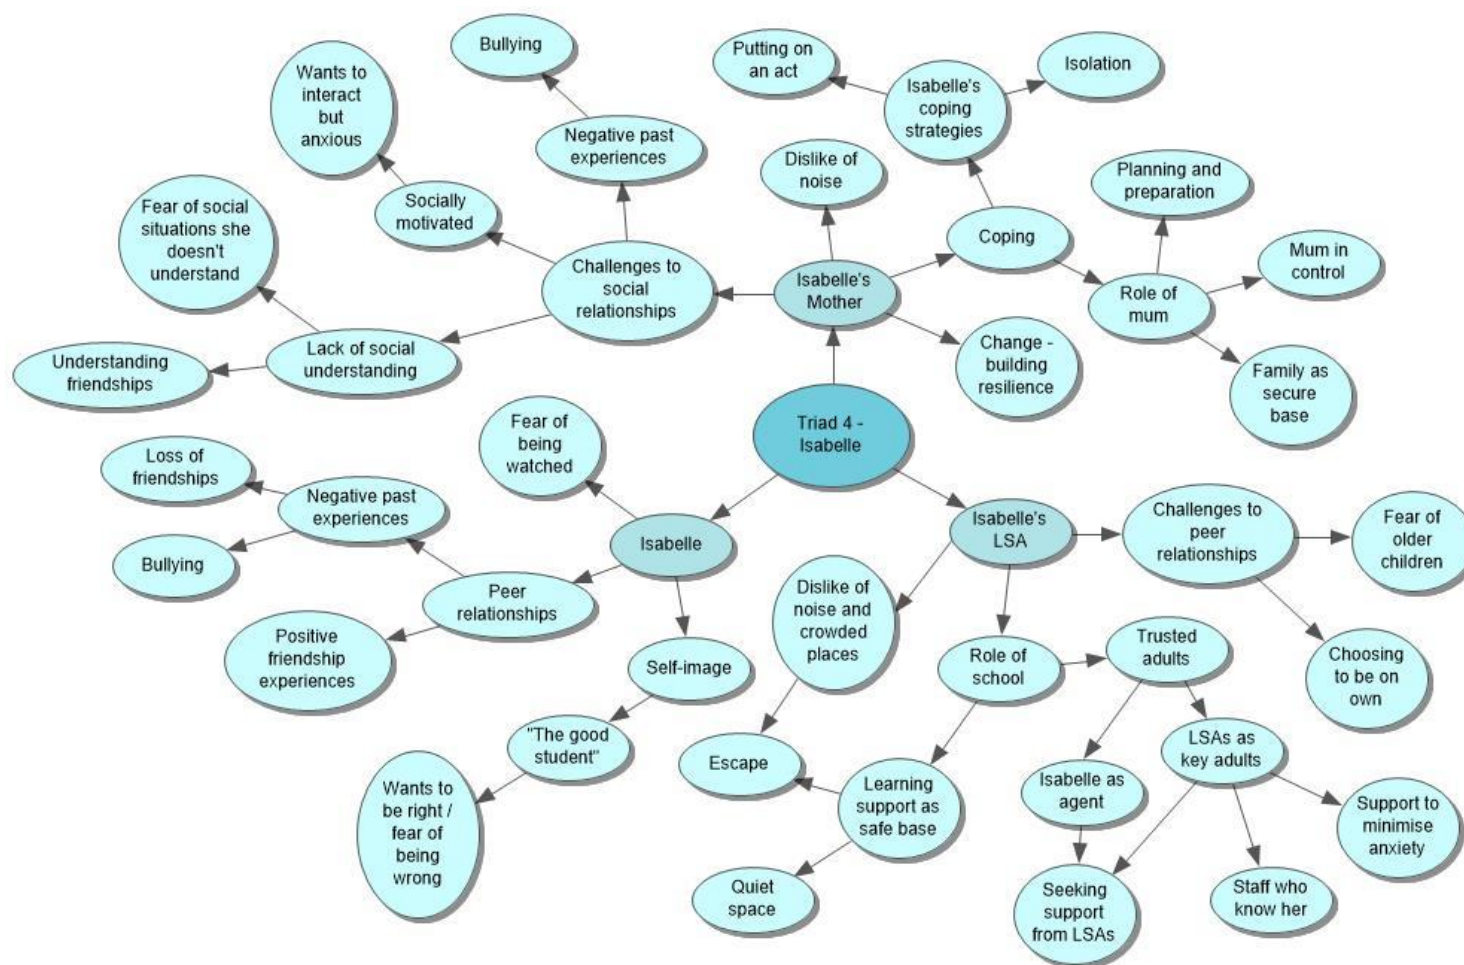 Bullying
Putting on
an act
Isabelle's
coping
strategies
Isolation
Wants to
interact
but
anxious
Negative past
experiences
Dislike of
noise
Planning and
preparation
Fear of social
situations she
doesn't
understand
Socially
motivated
Coping
Challenges to
social
relationships
Isabelle's
Mother
Mum in
control
Role of
mum
Understanding
friendships
Lack of social
understanding
Change -
building
resilience
Family as
secure
base
Fear of
being
watched
Triad 4 -
Isabelle
Loss of
friendships
Negative past
experiences
Isabelle
Isabelle's
LSA
Challenges to
peer
relationships
Fear of
older
children
Bullying
Peer
relationships
Dislike of
noise and
crowded
places
Positive
friendship
experiences
Self-image
Role of
school
Trusted
adults
Choosing
to be on
own
"The good
student"
Escape
Learning
support as
safe base
Isabelle as
agent
LSAs as
key adults
Wants to
be right /
fear of
being
wrong
Support to
minimise
anxiety
Quiet
space
Seeking
support
from LSAs
Staff who
know her